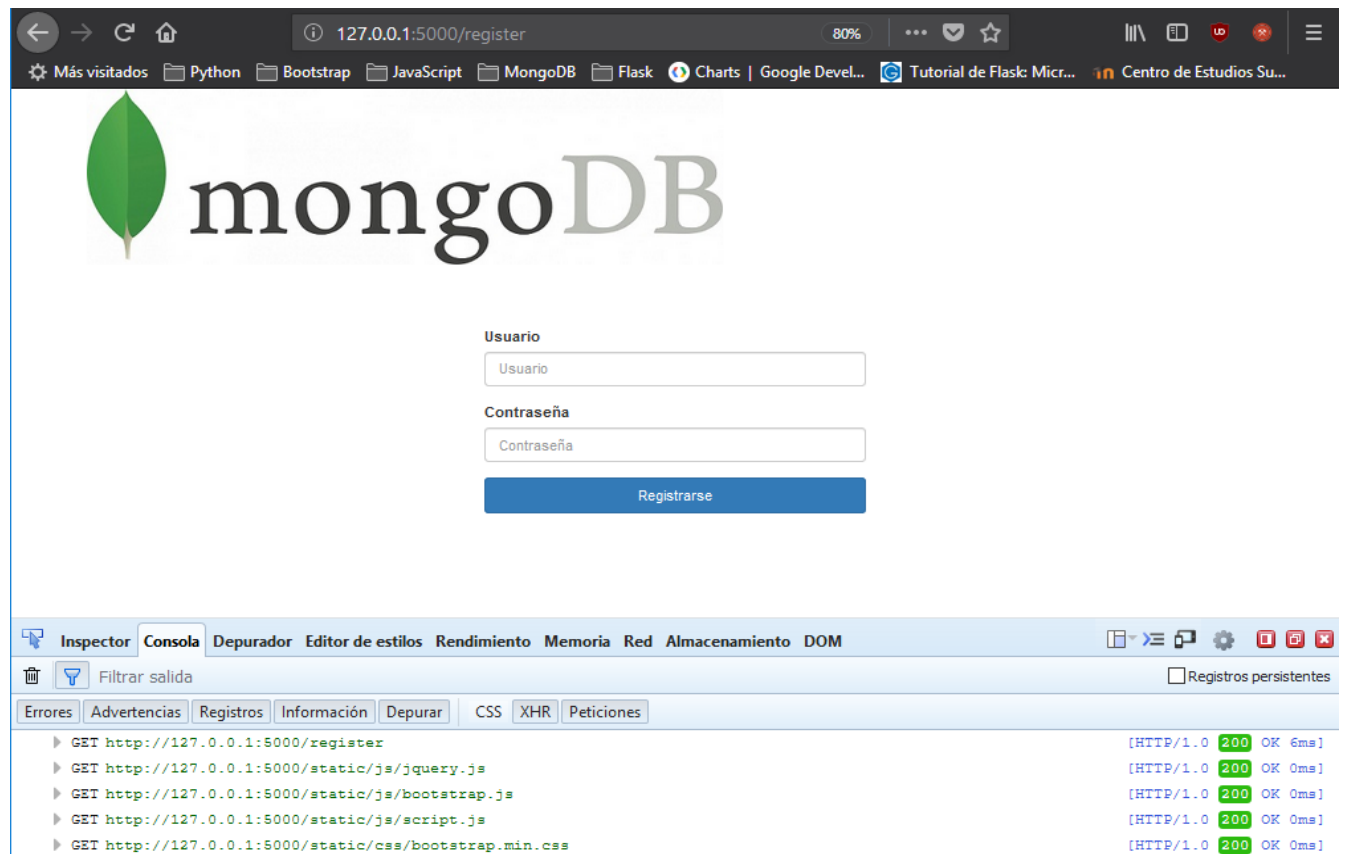 127.0.0.1:5000/register 80%
Más visitados Python Bootstrap JavaScript MongoDB Flask Charts | Google Devel... Tutorial de Flask: Micr... Centro de Estudios Su...
mongoDB
Usuario
Usuario
Contraseña
Contraseña
Registrarse
Inspector Consola Depurador Editor de estilos Rendimiento Memoria Red Almacenamiento DOM
Filtrar salida Registros persistentes
Errores Advertencias Registros Información Depurar CSS XHR Peticiones
GET http://127.0.0.1:5000/register [HTTP/1.0 200 OK 6ms]
GET http://127.0.0.1:5000/static/js/jquery.js [HTTP/1.0 200 OK 0ms]
GET http://127.0.0.1:5000/static/js/bootstrap.js [HTTP/1.0 200 OK 0ms]
GET http://127.0.0.1:5000/static/js/script.js [HTTP/1.0 200 OK 0ms]
GET http://127.0.0.1:5000/static/css/bootstrap.min.css [HTTP/1.0 200 OK 0ms]